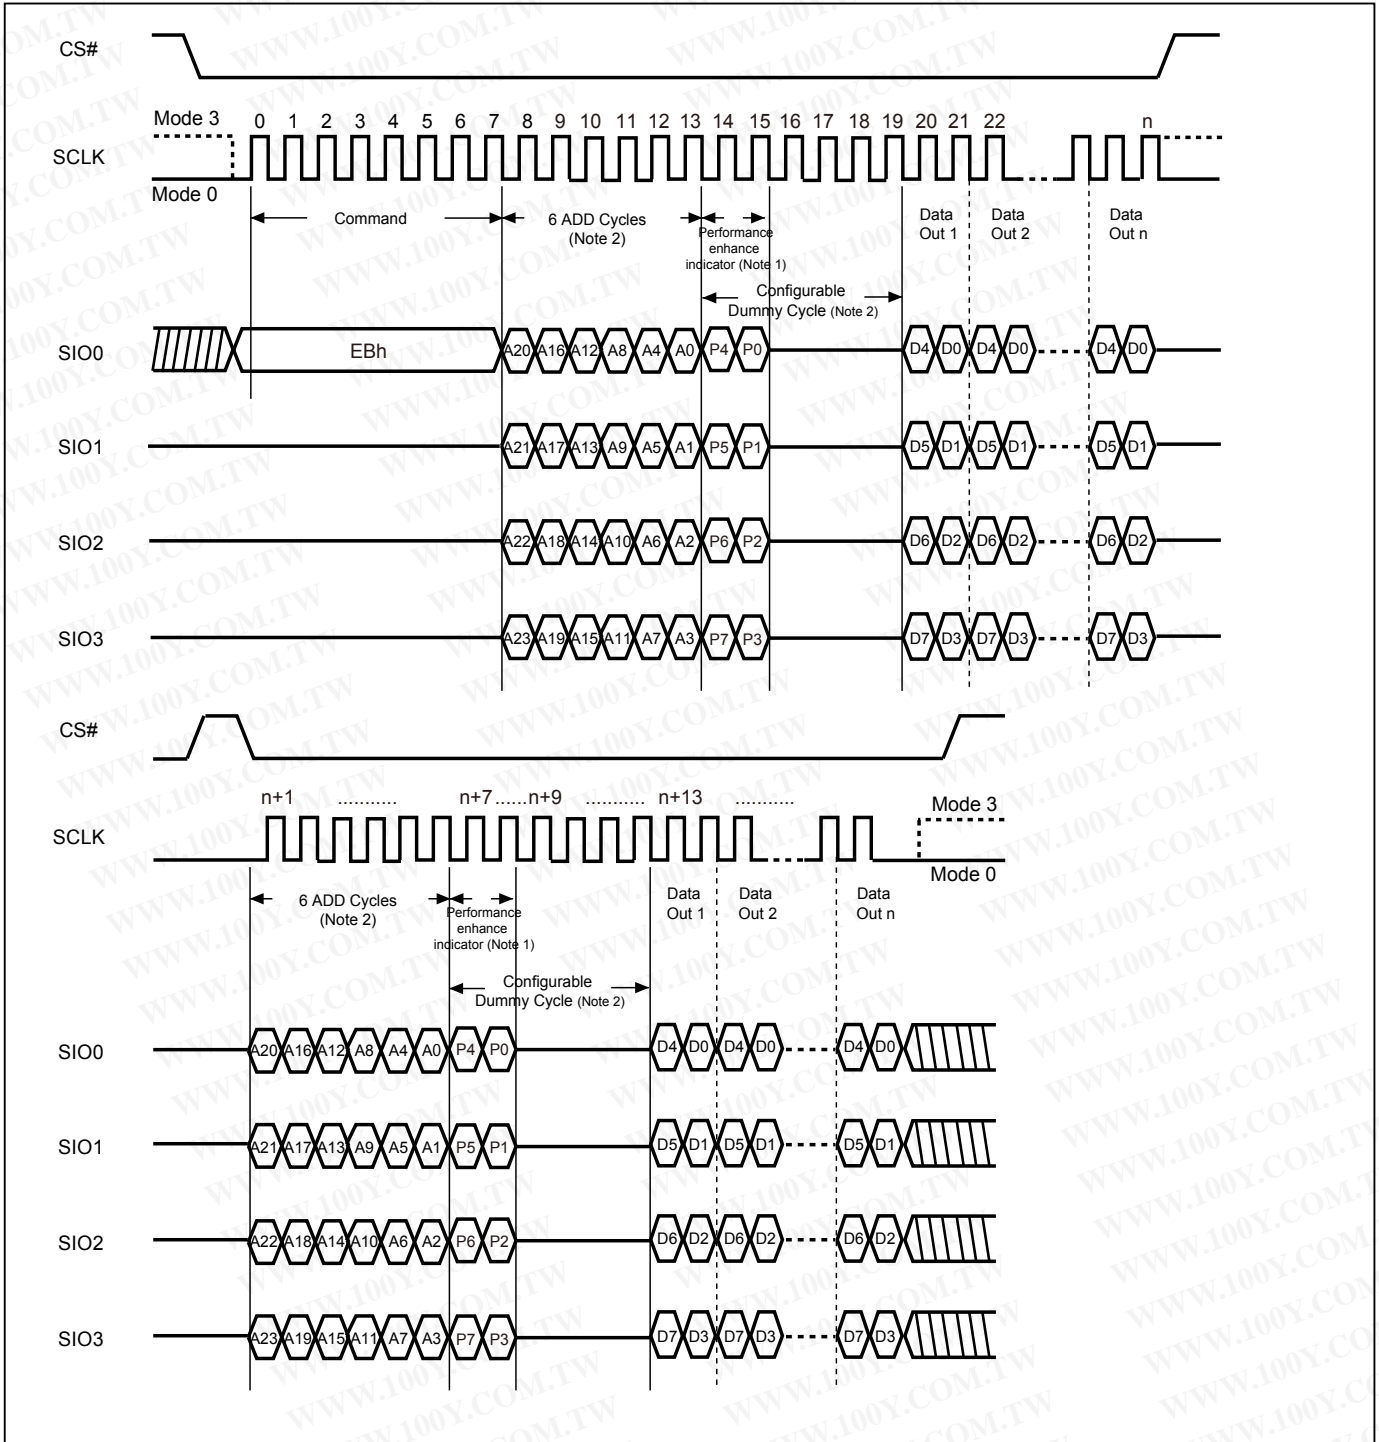 CS#
Mode 3
0 1 2 3 4 5 6 7 8 9 10 11 12 13 14 15 16 17 18 19 20 21 22 n
SCLK
Mode 0
Command
6 ADD Cycles
(Note 2)
Performance
enhance
indicator (Note 1)
Data
Out 1
Data
Out 2
Data
Out n
Configurable
Dummy Cycle (Note 2)
SIO0 EBh A20 A16 A12 A8 A4 A0 P4 P0 D4 D0 D4 D0 D4 D0
SIO1 A21 A17 A13 A9 A5 A1 P5 P1 D5 D1 D5 D1 D5 D1
SIO2 A22 A18 A14 A10 A6 A2 P6 P2 D6 D2 D6 D2 D6 D2
SIO3 A23 A19 A15 A11 A7 A3 P7 P3 D7 D3 D7 D3 D7 D3
CS#
n+1 ........... n+7 ......n+9 ........... n+13 ...........
Mode 3
SCLK
Mode 0
6 ADD Cycles
(Note 2)
Performance
enhance
indicator (Note 1)
Data
Out 1
Data
Out 2
Data
Out n
Configurable
Dummy Cycle (Note 2)
SIO0 A20 A16 A12 A8 A4 A0 P4 P0 D4 D0 D4 D0 D4 D0
SIO1 A21 A17 A13 A9 A5 A1 P5 P1 D5 D1 D5 D1 D5 D1
SIO2 A22 A18 A14 A10 A6 A2 P6 P2 D6 D2 D6 D2 D6 D2
SIO3 A23 A19 A15 A11 A7 A3 P7 P3 D7 D3 D7 D3 D7 D3
WWW.100Y.COM.TW